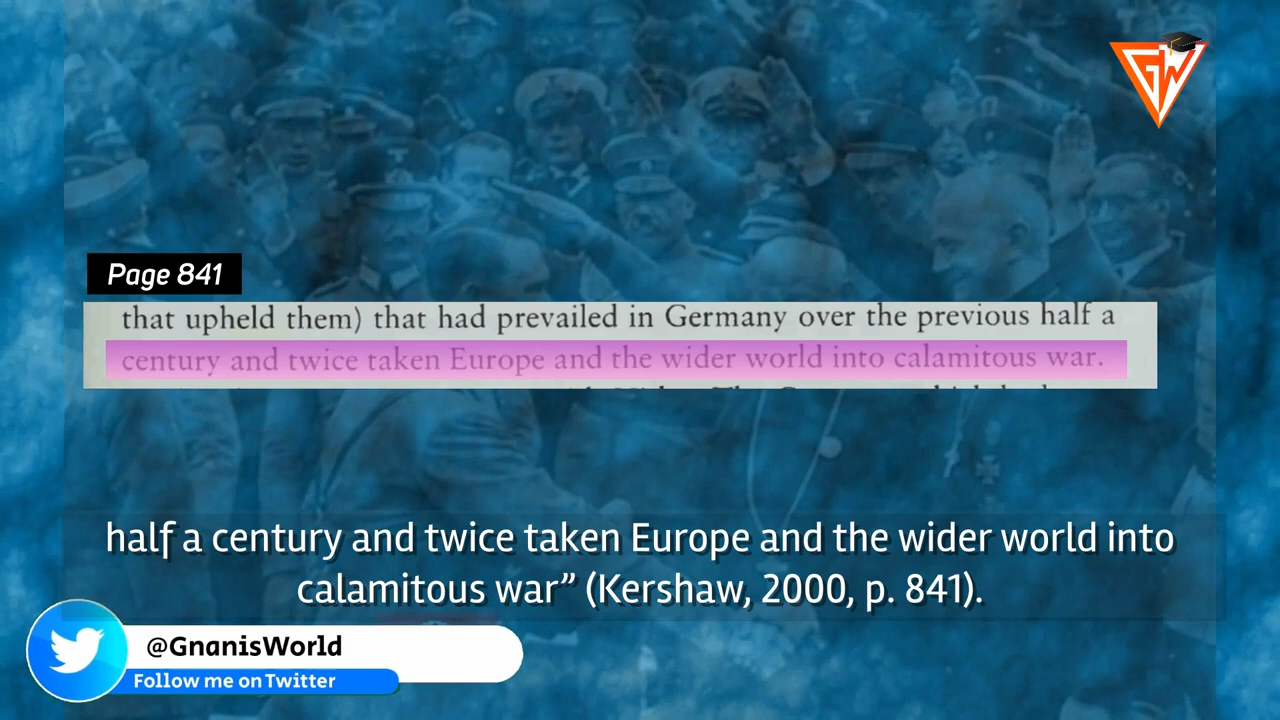 GW
Page 841
that upheld them) that had prevailed in Germany over the previous half a
century and twice taken Europe and the wider world into calamitous war.
half a century and twice taken Europe and the wider world into
calamitous war” (Kershaw, 2000, p. 841).
@GnanisWorld
Follow me on Twitter